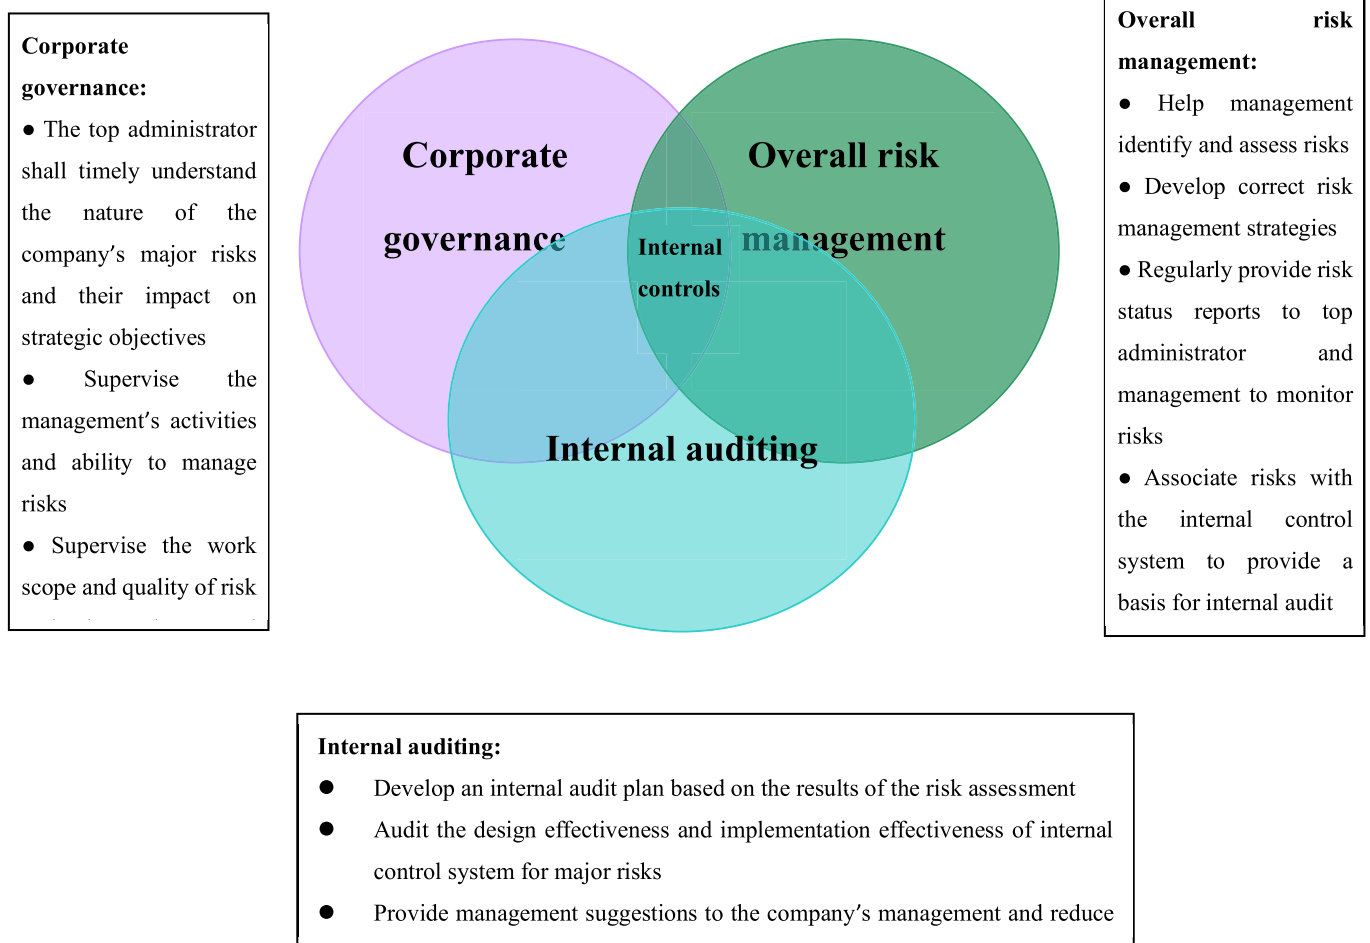 Corporate
governance:
● The top administrator
shall timely understand
the nature of the
company’s major risks
and their impact on
strategic objectives
● Supervise the
management’s activities
and ability to manage
risks
● Supervise the work
scope and quality of risk
Corporate
governance
Overall risk
management
Internal
controls
Internal auditing
Overall risk
management:
● Help management
identify and assess risks
● Develop correct risk
management strategies
● Regularly provide risk
status reports to top
administrator and
management to monitor
risks
● Associate risks with
the internal control
system to provide a
basis for internal audit
Internal auditing:
● Develop an internal audit plan based on the results of the risk assessment
● Audit the design effectiveness and implementation effectiveness of internal
control system for major risks
● Provide management suggestions to the company’s management and reduce